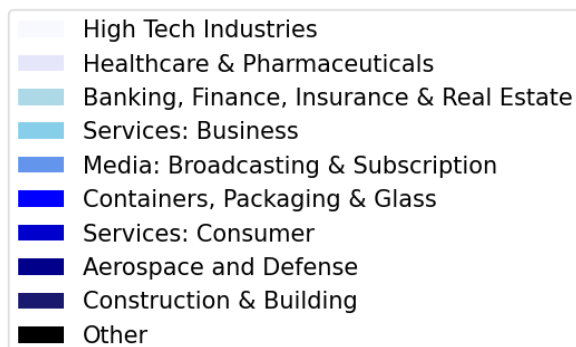 High Tech Industries
Healthcare & Pharmaceuticals
Banking, Finance, Insurance & Real Estate
Services: Business
Media: Broadcasting & Subscription
Containers, Packaging & Glass
Services: Consumer
Aerospace and Defense
Construction & Building
Other